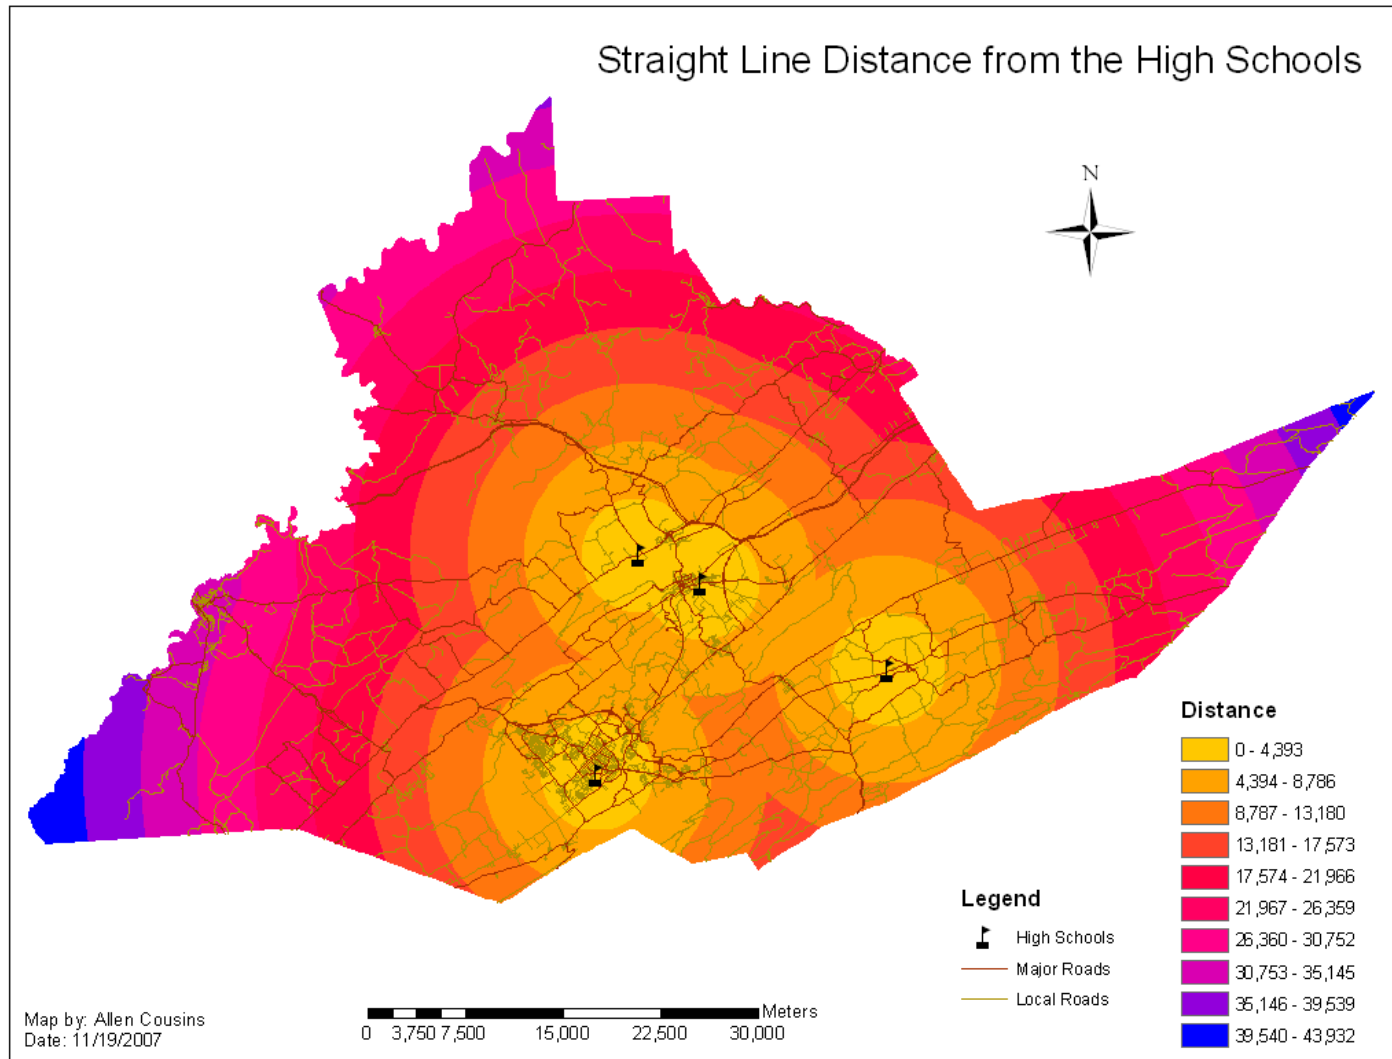 Straight Line Distance from the High Schools
N
Distance
0 - 4,393
4,394 - 8,786
8,787 - 13,180
13,181 - 17,573
17,574 - 21,966
21,967 - 26,359
26,360 - 30,752
30,753 - 35,145
35,146 - 39,539
39,540 - 43,932
Legend
High Schools
Major Roads
Local Roads
Meters
0 3,750 7,500 15,000 22,500 30,000
Map by: Allen Cousins
Date: 11/19/2007